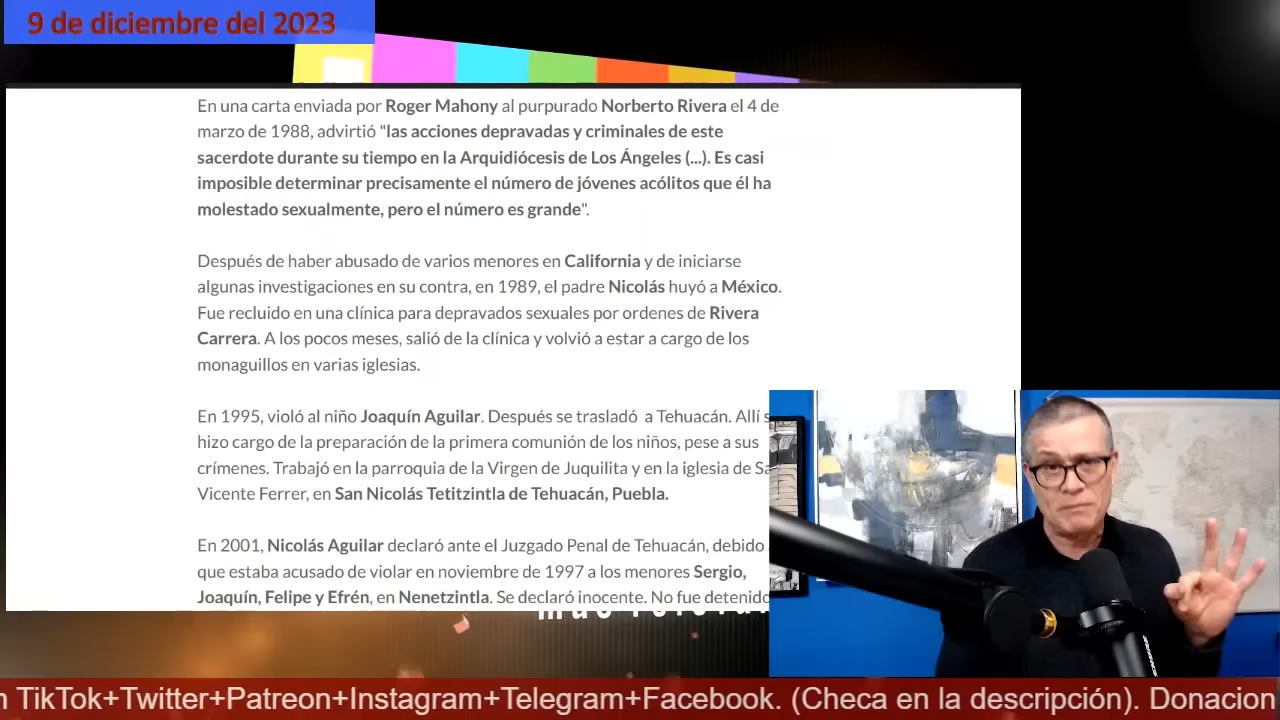 9 de diciembre del 2023
En una carta enviada por Roger Mahony al purpurado Norberto Rivera el 4 de
marzo de 1988, advirtió "las acciones depravadas y criminales de este
sacerdote durante su tiempo en la Arquidiócesis de Los Ángeles (...). Es casi
imposible determinar precisamente el número de jóvenes acólitos que él ha
molestado sexualmente, pero el número es grande".
Después de haber abusado de varios menores en California y de iniciarse
algunas investigaciones en su contra, en 1989, el padre Nicolás huyó a México.
Fue recluido en una clínica para depravados sexuales por ordenes de Rivera
Carrera. A los pocos meses, salió de la clínica y volvió a estar a cargo de los
monaguillos en varias iglesias.
En 1995, violó al niño Joaquín Aguilar. Después se trasladó a Tehuacán. Allí s
hizo cargo de la preparación de la primera comunión de los niños, pese a sus
crímenes. Trabajó en la parroquia de la Virgen de Juquilita y en la iglesia de Sa
Vicente Ferrer, en San Nicolás Tetitzintla de Tehuacán, Puebla.
En 2001, Nicolás Aguilar declaró ante el Juzgado Penal de Tehuacán, debido
que estaba acusado de violar en noviembre de 1997 a los menores Sergio,
Joaquín, Felipe y Efrén, en Nenetzintla. Se declaró inocente. No fue detenido
n TikTok+Twitter+Patreon+Instagram+Telegram+Facebook. (Checa en la descripción). Donacion